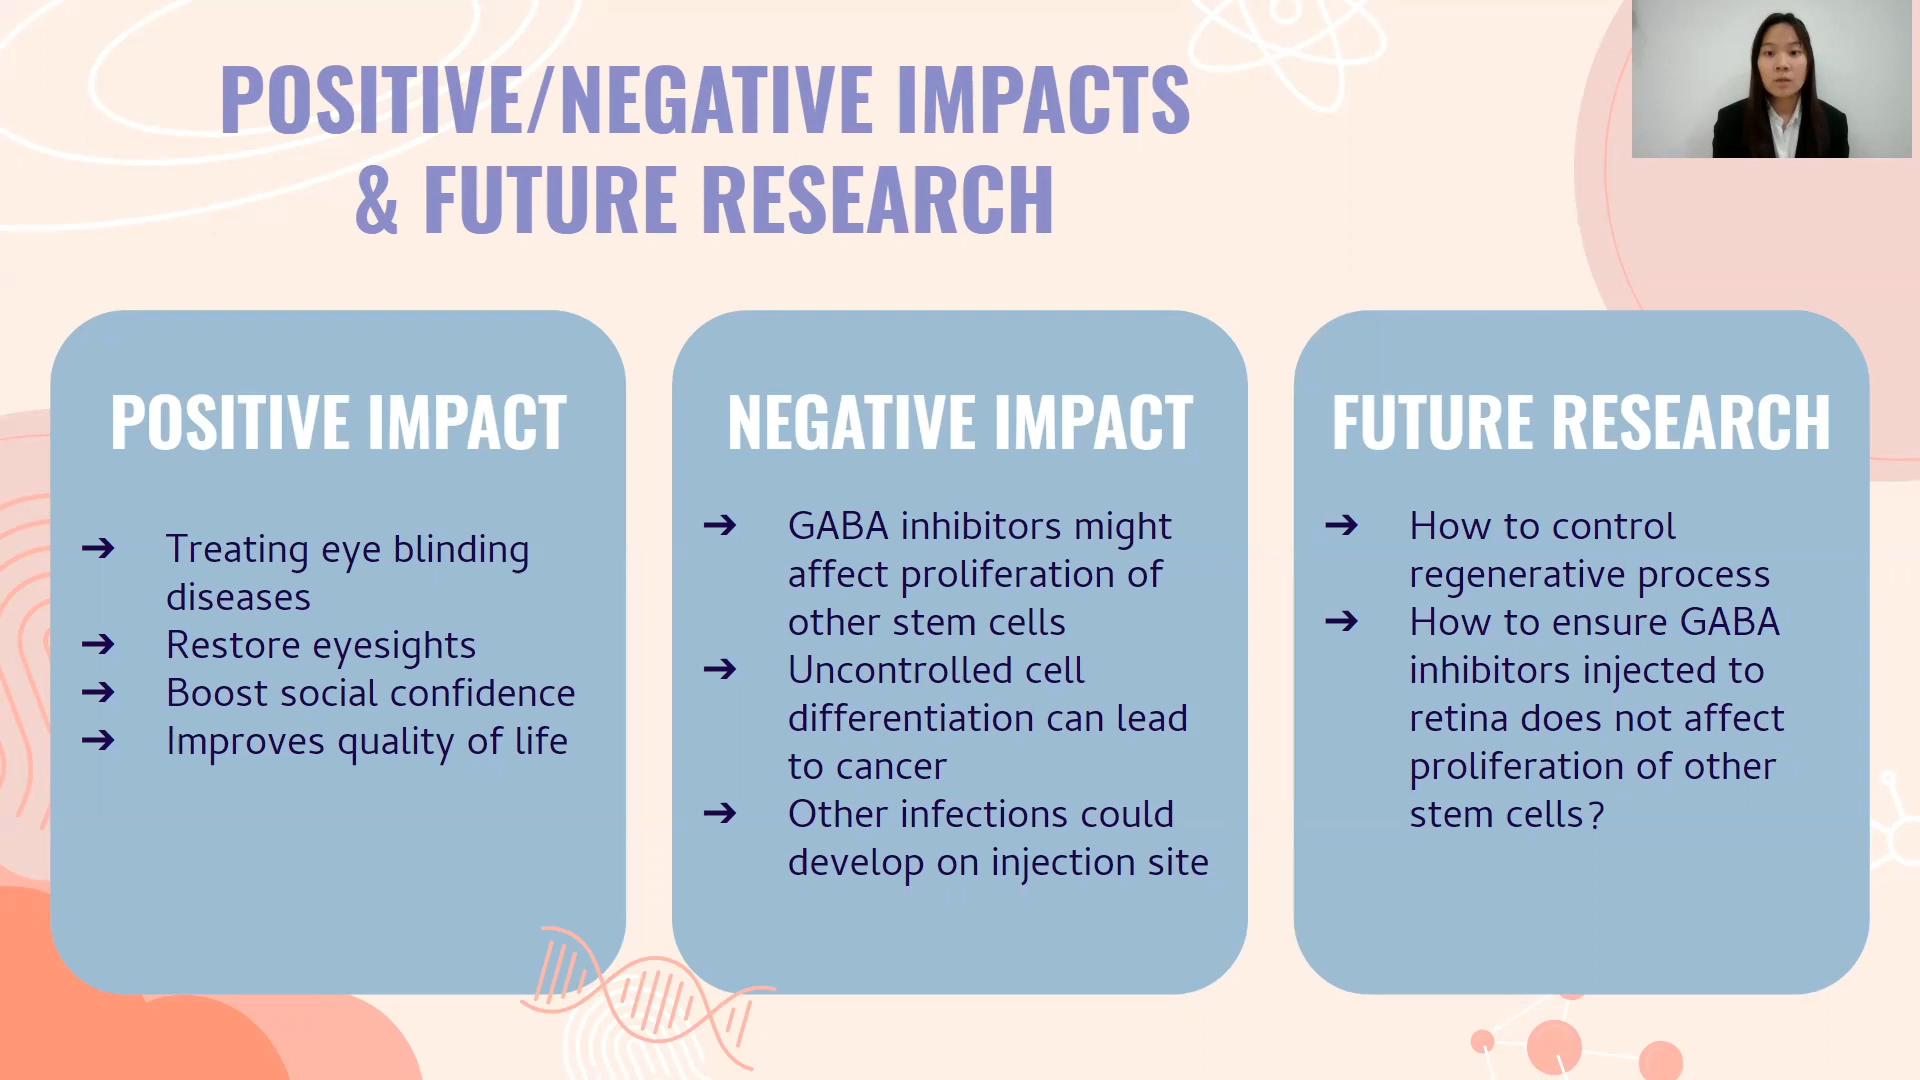 POSITIVE/NEGATIVE IMPACTS
& FUTURE RESEARCH
POSITIVE IMPACT
➔ Treating eye blinding
diseases
➔ Restore eyesights
➔ Boost social confidence
➔ Improves quality of life
NEGATIVE IMPACT
➔ GABA inhibitors might
affect proliferation of
other stem cells
➔ Uncontrolled cell
differentiation can lead
to cancer
➔ Other infections could
develop on injection site
FUTURE RESEARCH
➔ How to control
regenerative process
➔ How to ensure GABA
inhibitors injected to
retina does not affect
proliferation of other
stem cells?